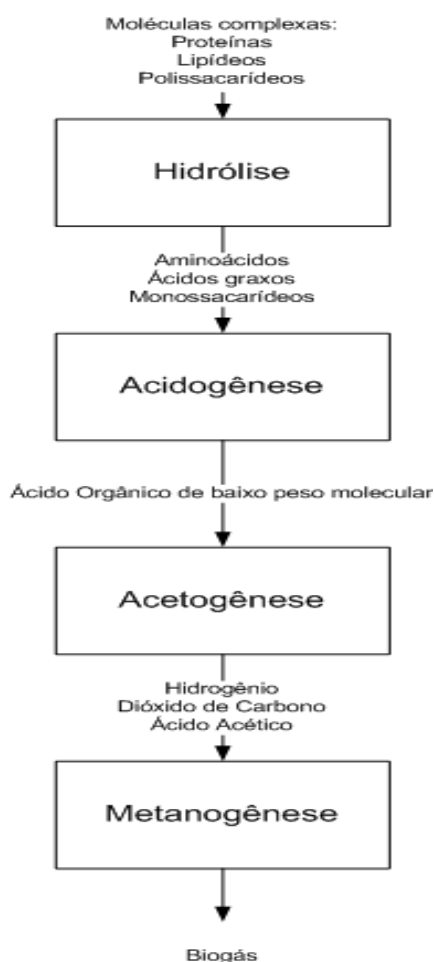 Moléculas complexas:
Proteínas
Lipídeos
Polissacarídeos
Hidrólise
Aminoácidos
Ácidos graxos
Monossacarídeos
Acidogênese
Ácido Orgânico de baixo peso molecular
Acetogênese
Hidrogênio
Dióxido de Carbono
Ácido Acético
Metanogênese
Biogás